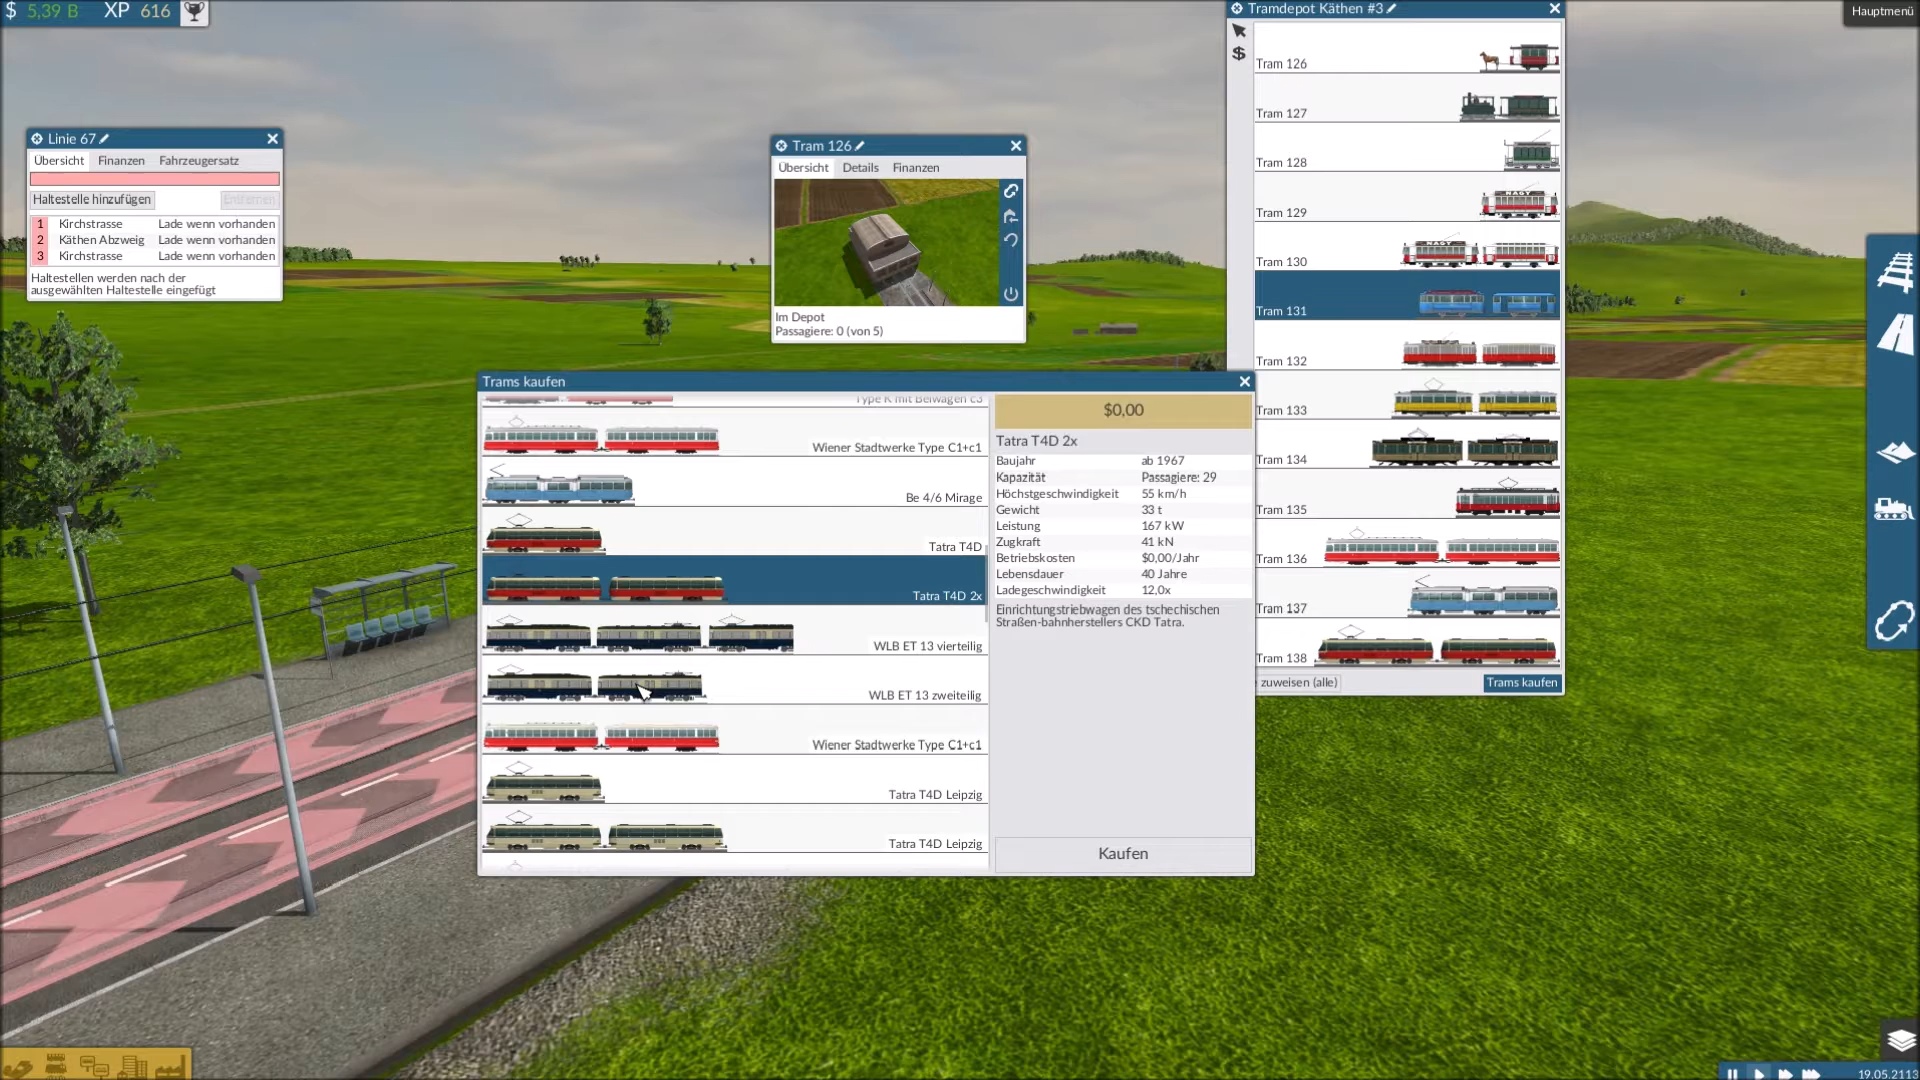 $ 5,39 B XP 616
Hauptmenü
Linie 67
Übersicht Finanzen Fahrzeugersatz
Haltestelle hinzufügen Entfernen
1 Kirchstrasse Lade wenn vorhanden
2 Käthen Abzweig Lade wenn vorhanden
3 Kirchstrasse Lade wenn vorhanden
Haltestellen werden nach der
ausgewählten Haltestelle eingefügt
Tram 126
Übersicht Details Finanzen
Im Depot
Passagiere: 0 (von 5)
Tramdepot Käthen #3
$
Tram 126
Tram 127
Tram 128
Tram 129
NAGY
Tram 130
NAGY
Tram 131
Tram 132
Tram 133
Tram 134
Tram 135
Tram 136
Tram 137
Tram 138
zuweisen (alle) Trams kaufen
Trams kaufen
Type K mit Beiwagen c3
Wiener Stadtwerke Type C1+c1
Be 4/6 Mirage
Tatra T4D
Tatra T4D 2x
WLB ET 13 vierteilig
WLB ET 13 zweiteilig
Wiener Stadtwerke Type C1+c1
Tatra T4D Leipzig
Tatra T4D Leipzig
$0,00
Tatra T4D 2x
Baujahr ab 1967
Kapazität Passagiere: 29
Höchstgeschwindigkeit 55 km/h
Gewicht 33 t
Leistung 167 kW
Zugkraft 41 kN
Betriebskosten $0,00/Jahr
Lebensdauer 40 Jahre
Ladegeschwindigkeit 12,0x
Einrichtungstriebwagen des tschechischen
Straßen-bahnherstellers CKD Tatra.
Kaufen
19.05.2113